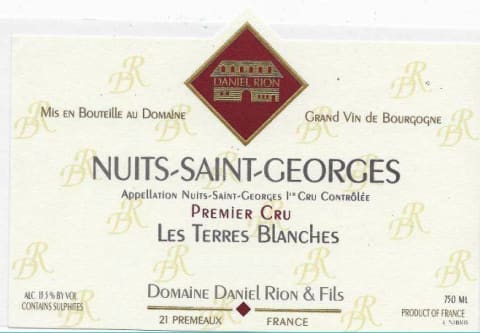 DANIEL RION
Mis en Bouteille au Domaine
Grand Vin de Bourgogne
NUITS-SAINT-GEORGES
Appellation Nuits-Saint-Georges 1er Cru Contrôlée
Premier Cru
Les Terres Blanches
ALC. 13.5 % BY VOL.
CONTAINS SULPHITES
Domaine Daniel Rion & Fils
21 PREMEAUX FRANCE
750 ML
PRODUCT OF FRANCE